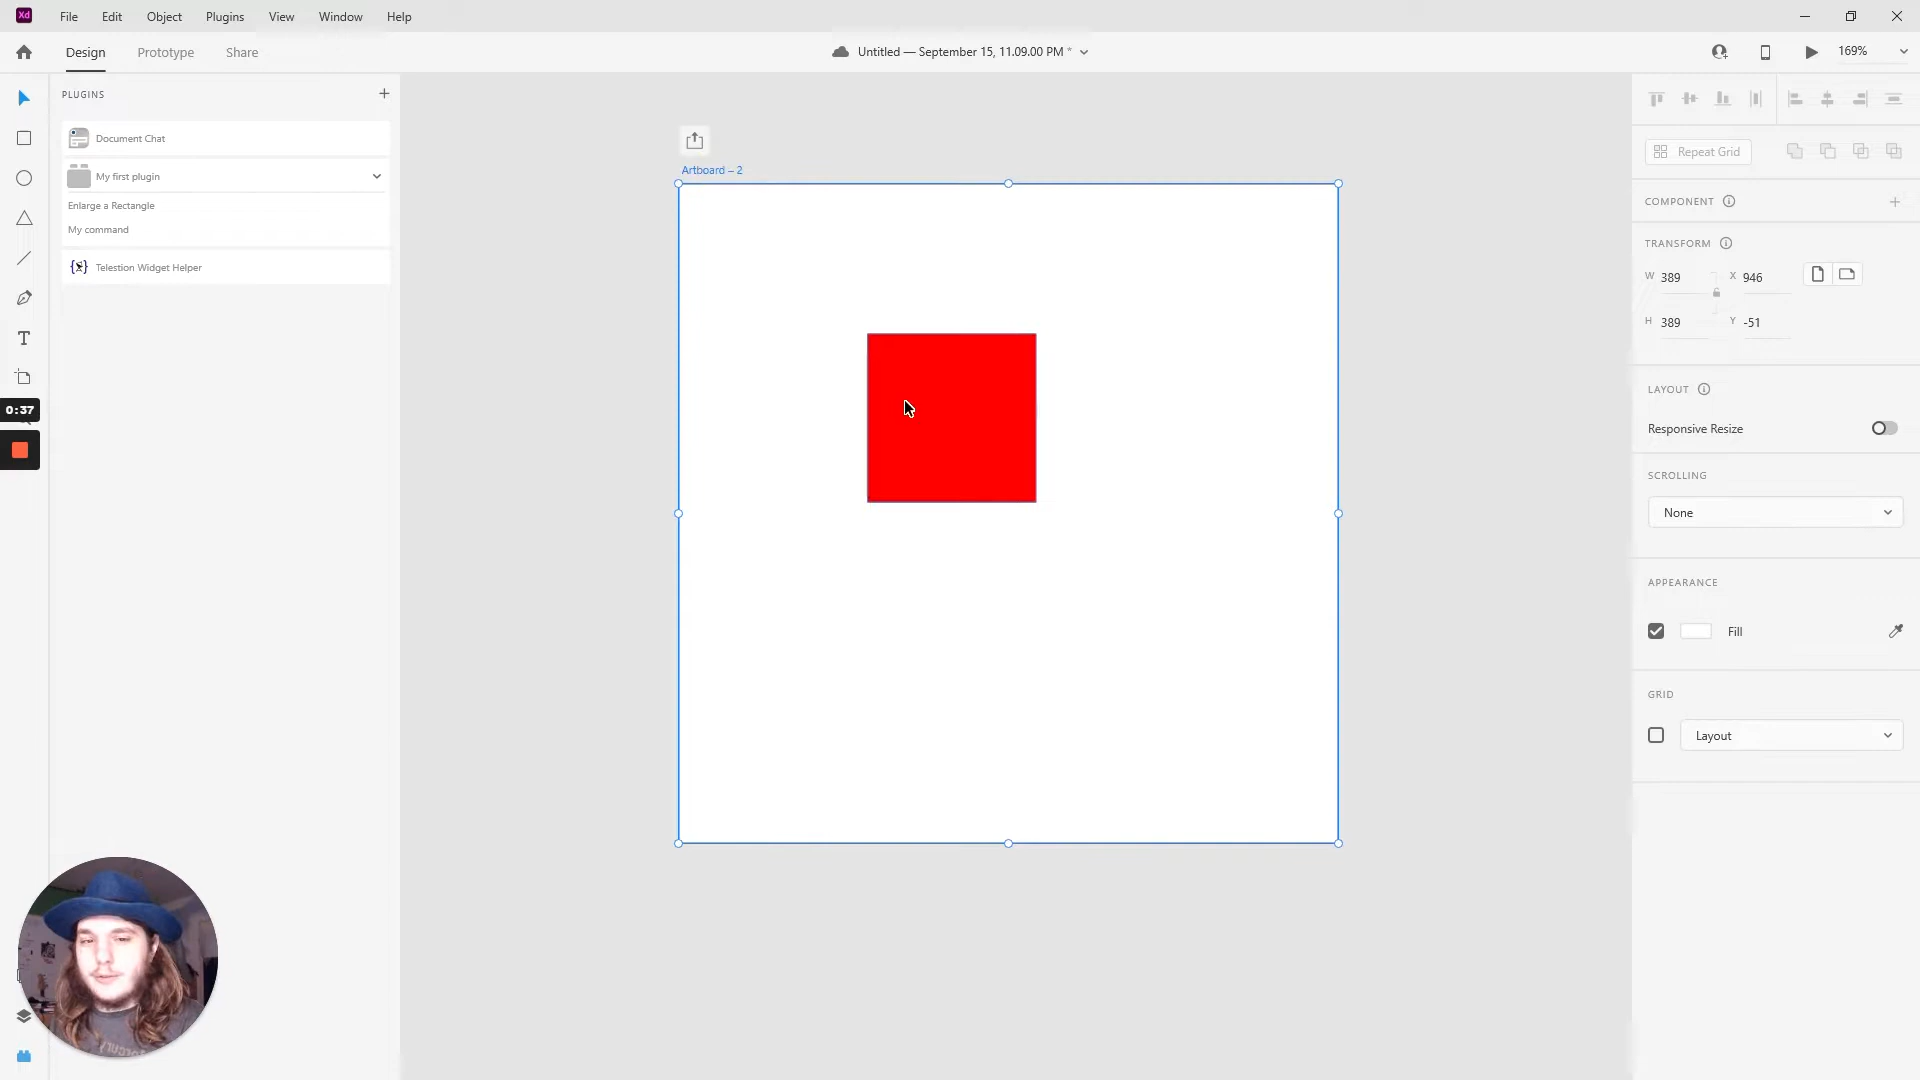 Xd File Edit Object Plugins View Window Help
Design Prototype Share Untitled — September 15, 11.09.00 PM * 169%
PLUGINS
Document Chat
My first plugin
Enlarge a Rectangle
My command
Telestion Widget Helper
0:37
Artboard – 2
Repeat Grid
COMPONENT
TRANSFORM
W 389 X 946
H 389 Y -51
LAYOUT
Responsive Resize
SCROLLING
None
APPEARANCE
Fill
GRID
Layout